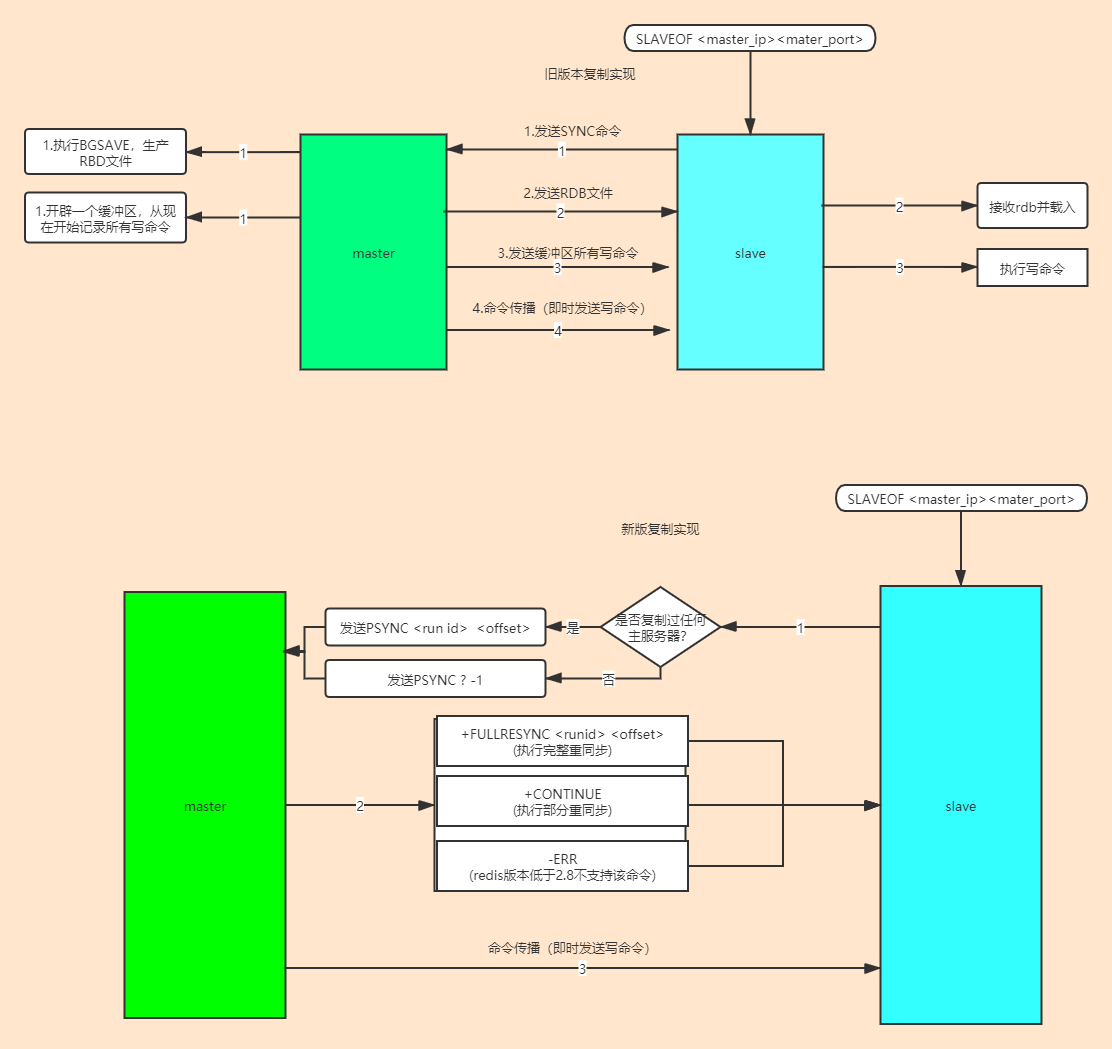 SLAVEOF <master_ip><mater_port>
旧版本复制实现
1.执行BGSAVE，生产
RBD文件
1
1.开辟一个缓冲区，从现
在开始记录所有写命令
1
master
1.发送SYNC命令
1
2.发送RDB文件
2
3.发送缓冲区所有写命令
3
4.命令传播（即时发送写命令）
4
slave
2
接收rdb并载入
3
执行写命令
SLAVEOF <master_ip><mater_port>
新版复制实现
发送PSYNC <run id>  <offset>
是
是否复制过任何
主服务器？
1
发送PSYNC ? -1
否
+FULLRESYNC <runid> <offset>
(执行完整重同步)
master
2
+CONTINUE
(执行部分重同步)
slave
-ERR
(redis版本低于2.8不支持该命令)
命令传播（即时发送写命令）
3